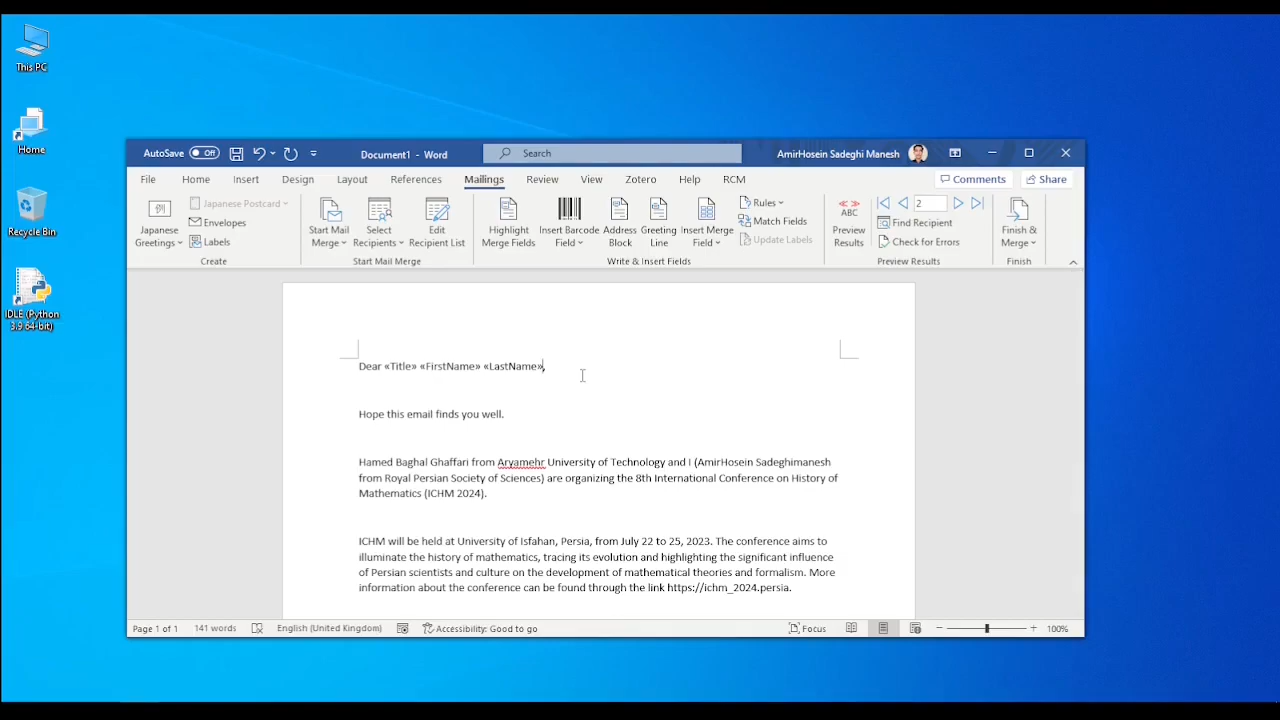 This PC
Home
Recycle Bin
IDLE (Python
3.9 64-bit)
AutoSave Off
Document1 - Word
Search
AmirHosein Sadeghi Manesh
File Home Insert Design Layout References Mailings Review View Zotero Help RCM
Comments Share
Japanese
Greetings
Japanese Postcard
Envelopes
Labels
Create
Start Mail
Merge
Select
Recipients
Edit
Recipient List
Start Mail Merge
Highlight
Merge Fields
Insert Barcode
Field
Address
Block
Greeting
Line
Insert Merge
Field
Rules
Match Fields
Update Labels
Write & Insert Fields
ABC
Preview
Results
2
Find Recipient
Check for Errors
Preview Results
Finish &
Merge
Finish
Dear «Title» «FirstName» «LastName»,
Hope this email finds you well.
Hamed Baghal Ghaffari from Aryamehr University of Technology and I (AmirHosein Sadeghimanesh
from Royal Persian Society of Sciences) are organizing the 8th International Conference on History of
Mathematics (ICHM 2024).
ICHM will be held at University of Isfahan, Persia, from July 22 to 25, 2023. The conference aims to
illuminate the history of mathematics, tracing its evolution and highlighting the significant influence
of Persian scientists and culture on the development of mathematical theories and formalism. More
information about the conference can be found through the link https://ichm_2024.persia.
Page 1 of 1 141 words English (United Kingdom) Accessibility: Good to go Focus 100%